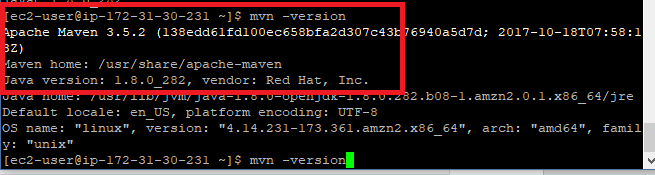 [ec2-user@ip-172-31-30-231 ~]$ mvn -version
Apache Maven 3.5.2 (138edd61fd100ec658bfa2d307c43b76940a5d7d; 2017-10-18T07:58:1
3Z)
Maven home: /usr/share/apache-maven
Java version: 1.8.0_282, vendor: Red Hat, Inc.
Java home: /usr/lib/jvm/java-1.8.0-openjdk-1.8.0.282.b08-1.amzn2.0.1.x86_64/jre
Default locale: en_US, platform encoding: UTF-8
OS name: "linux", version: "4.14.231-173.361.amzn2.x86_64", arch: "amd64", famil
y: "unix"
[ec2-user@ip-172-31-30-231 ~]$ mvn -version